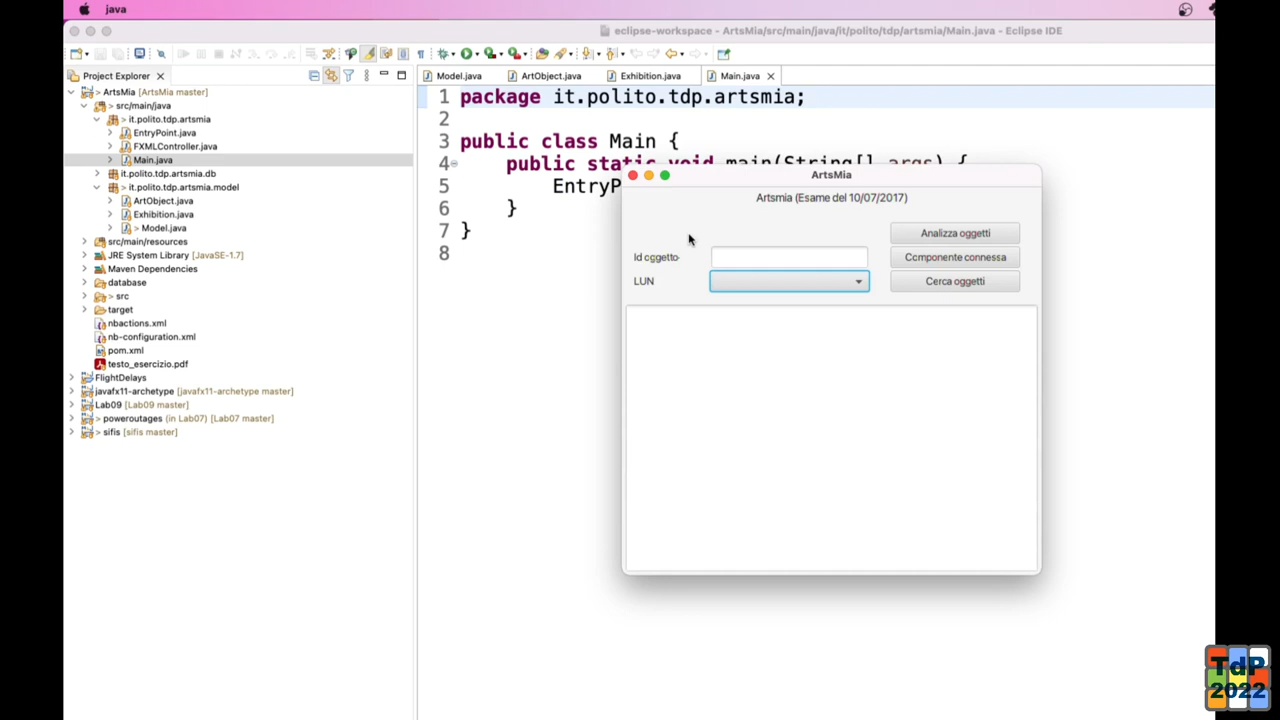 java
eclipse-workspace - ArtsMia/src/main/java/it/polito/tdp/artsmia/Main.java - Eclipse IDE
Project Explorer
Model.java
ArtObject.java
Exhibition.java
Main.java
> ArtsMia [ArtsMia master]
> src/main/java
> it.polito.tdp.artsmia
EntryPoint.java
FXMLController.java
Main.java
it.polito.tdp.artsmia.db
> it.polito.tdp.artsmia.model
ArtObject.java
Exhibition.java
> Model.java
src/main/resources
JRE System Library [JavaSE-1.7]
Maven Dependencies
database
> src
target
nbactions.xml
nb-configuration.xml
pom.xml
testo_esercizio.pdf
FlightDelays
javafx11-archetype [javafx11-archetype master]
Lab09 [Lab09 master]
> poweroutages (in Lab07) [Lab07 master]
> sifis [sifis master]
1 package it.polito.tdp.artsmia;
2
3 public class Main {
4 public static void main(String[] args) {
5 EntryP
6 }
7 }
8
ArtsMia
Artsmia (Esame del 10/07/2017)
Analizza oggetti
Id oggetto
Componente connessa
LUN
Cerca oggetti
TdP
2022